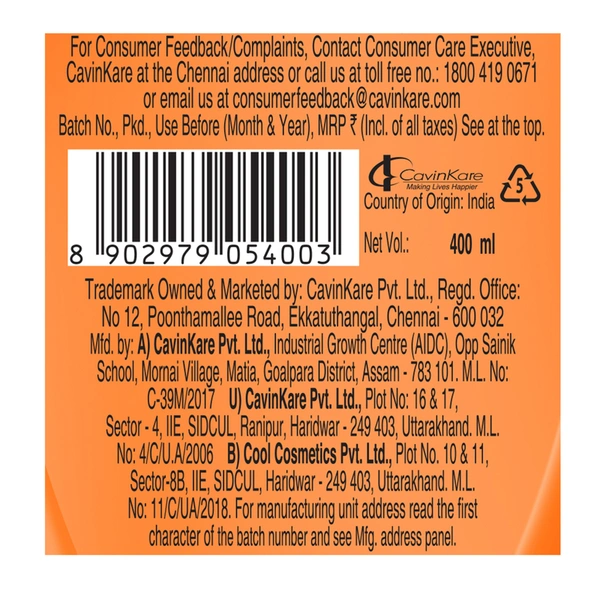 For Consumer Feedback/Complaints, Contact Consumer Care Executive,
CavinKare at the Chennai address or call us at toll free no.: 1800 419 0671
or email us at consumerfeedback@cavinkare.com
Batch No., Pkd., Use Before (Month & Year), MRP ₹ (Incl. of all taxes) See at the top.
CavinKare
Making Lives Happier
5
Country of Origin: India
8 902979 054003
Net Vol.: 400 ml
Trademark Owned & Marketed by: CavinKare Pvt. Ltd., Regd. Office:
No 12, Poonthamallee Road, Ekkatuthangal, Chennai - 600 032
Mfd. by: A) CavinKare Pvt. Ltd., Industrial Growth Centre (AIDC), Opp Sainik
School, Mornai Village, Matia, Goalpara District, Assam - 783 101. M.L. No:
C-39M/2017 U) CavinKare Pvt. Ltd., Plot No: 16 & 17,
Sector - 4, IIE, SIDCUL, Ranipur, Haridwar - 249 403, Uttarakhand. M.L.
No: 4/C/U.A/2006 B) Cool Cosmetics Pvt. Ltd., Plot No. 10 & 11,
Sector-8B, IIE, SIDCUL, Haridwar - 249 403, Uttarakhand. M.L.
No: 11/C/UA/2018. For manufacturing unit address read the first
character of the batch number and see Mfg. address panel.